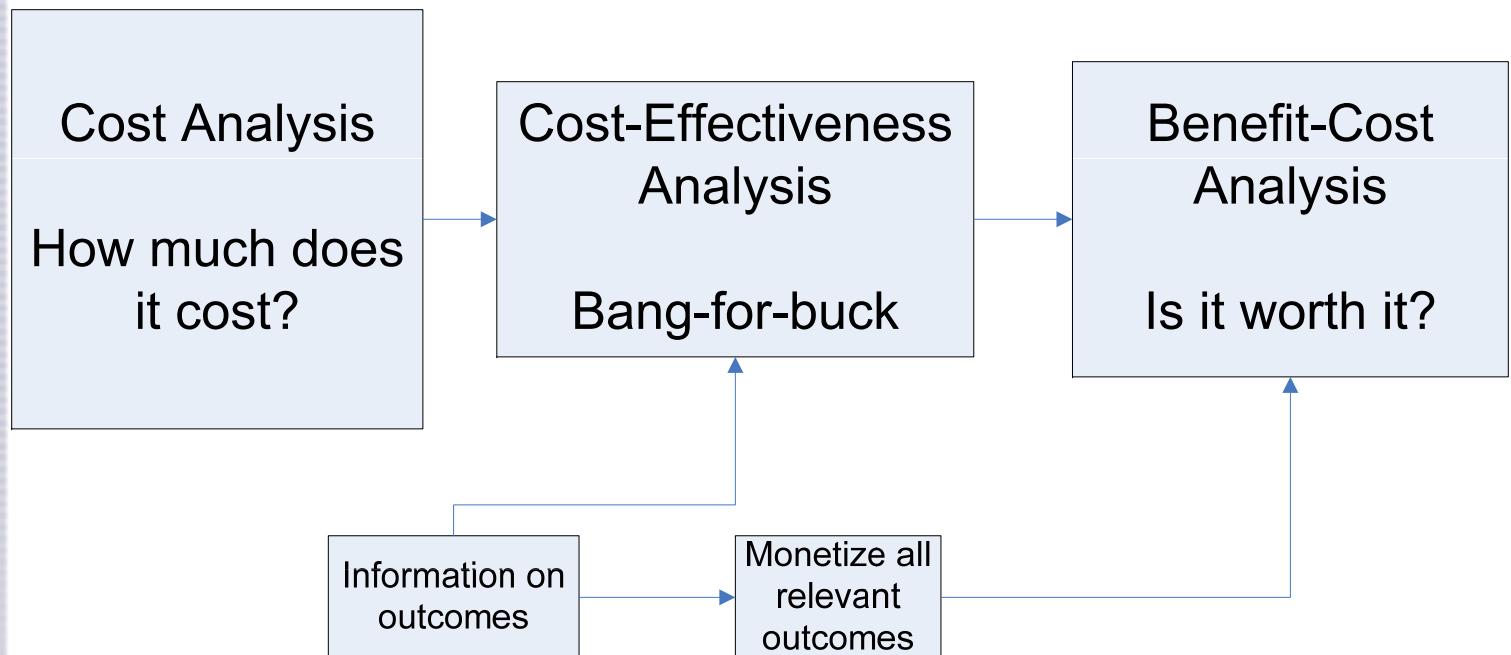 Cost Analysis
How much does
it cost?
Cost-Effectiveness
Analysis
Bang-for-buck
Benefit-Cost
Analysis
Is it worth it?
Information on
outcomes
Monetize all
relevant
outcomes